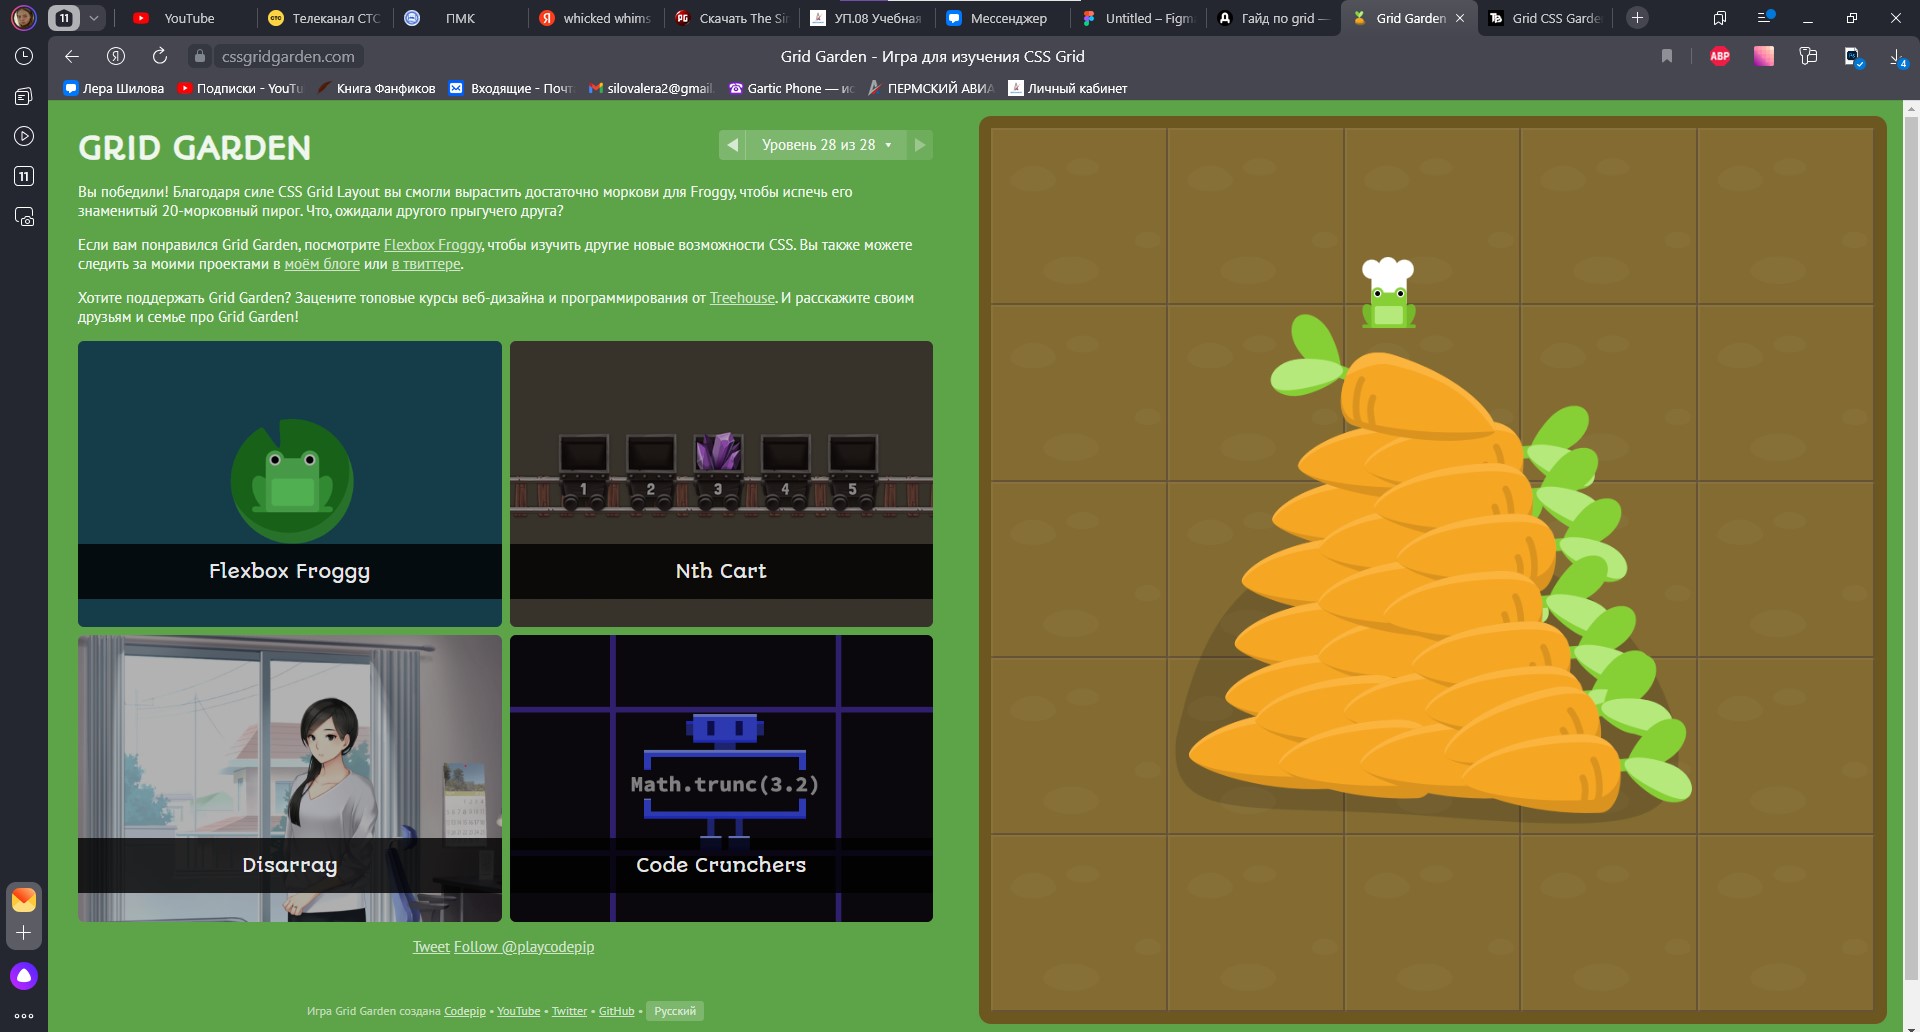 11
YouTube
Телеканал СТС
ПМК
whicked whims
Скачать The Sir
УП.08 Учебная
Мессенджер
Untitled – Figm
Гайд по grid —
Grid Garden
Grid CSS Garde
cssgridgarden.com
Grid Garden - Игра для изучения CSS Grid
ABP
4
Лера Шилова
Подписки - YouTu
Книга Фанфиков
Входящие - Почт
silovalera2@gmail.
Gartic Phone — ис
ПЕРМСКИЙ АВИА
Личный кабинет
11
GRID GARDEN
Уровень 28 из 28
Вы победили! Благодаря силе CSS Grid Layout вы смогли вырастить достаточно моркови для Froggy, чтобы испечь его
знаменитый 20-морковный пирог. Что, ожидали другого прыгучего друга?
Если вам понравился Grid Garden, посмотрите Flexbox Froggy, чтобы изучить другие новые возможности CSS. Вы также можете
следить за моими проектами в моём блоге или в твиттере.
Хотите поддержать Grid Garden? Зацените топовые курсы веб-дизайна и программирования от Treehouse. И расскажите своим
друзьям и семье про Grid Garden!
1 2 3 4 5
Flexbox Froggy
Nth Cart
Math.trunc(3.2)
Disarray
Code Crunchers
Tweet Follow @playcodepip
Игра Grid Garden создана Codepip • YouTube • Twitter • GitHub • Русский